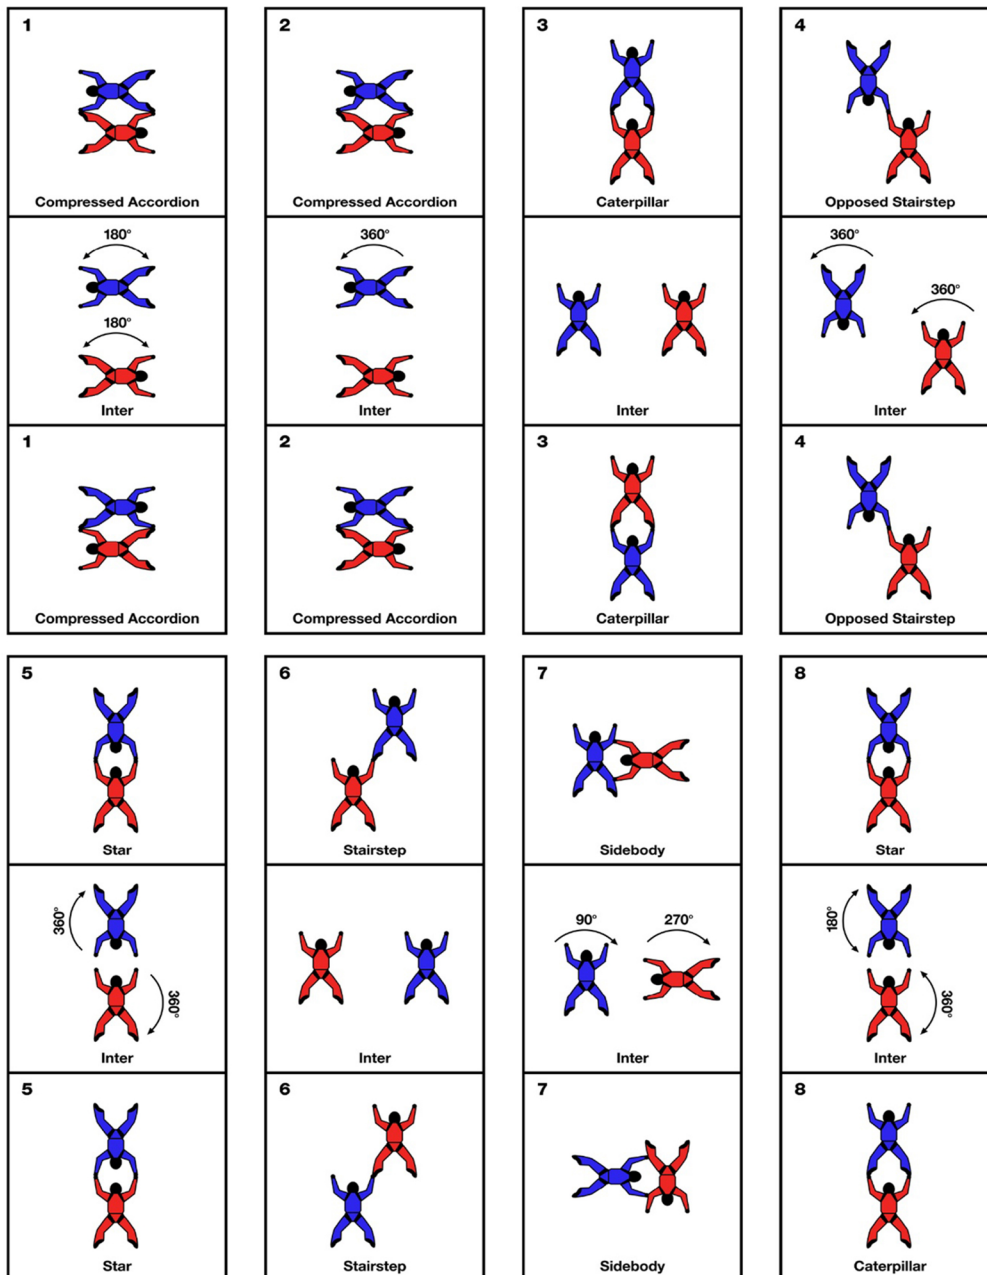 1
Compressed Accordion
180°
180°
Inter
1
Compressed Accordion
2
Compressed Accordion
360°
Inter
2
Compressed Accordion
3
Caterpillar
Inter
3
Caterpillar
4
Opposed Stairstep
360°
360°
Inter
4
Opposed Stairstep
5
Star
360°
360°
Inter
5
Star
6
Stairstep
Inter
6
Stairstep
7
Sidebody
90°
270°
Inter
7
Sidebody
8
Star
180°
360°
Inter
8
Caterpillar